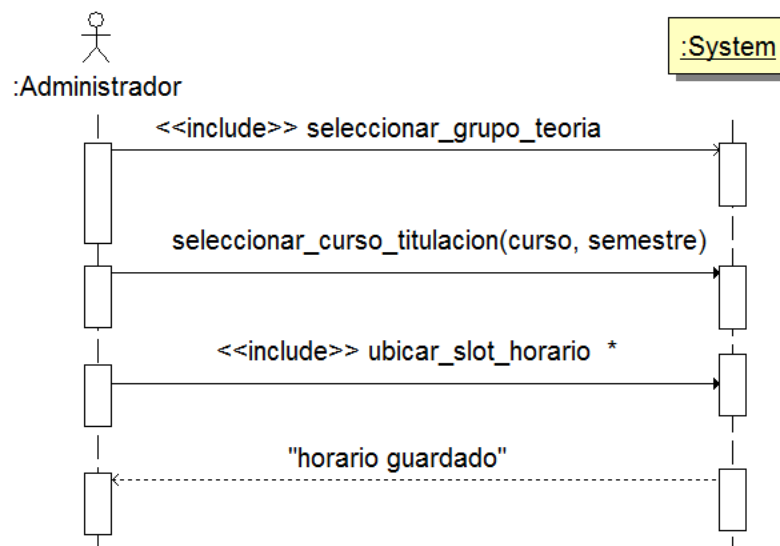 :System
:Administrador
<<include>> seleccionar_grupo_teoria
seleccionar_curso_titulacion(curso, semestre)
<<include>> ubicar_slot_horario *
"horario guardado"